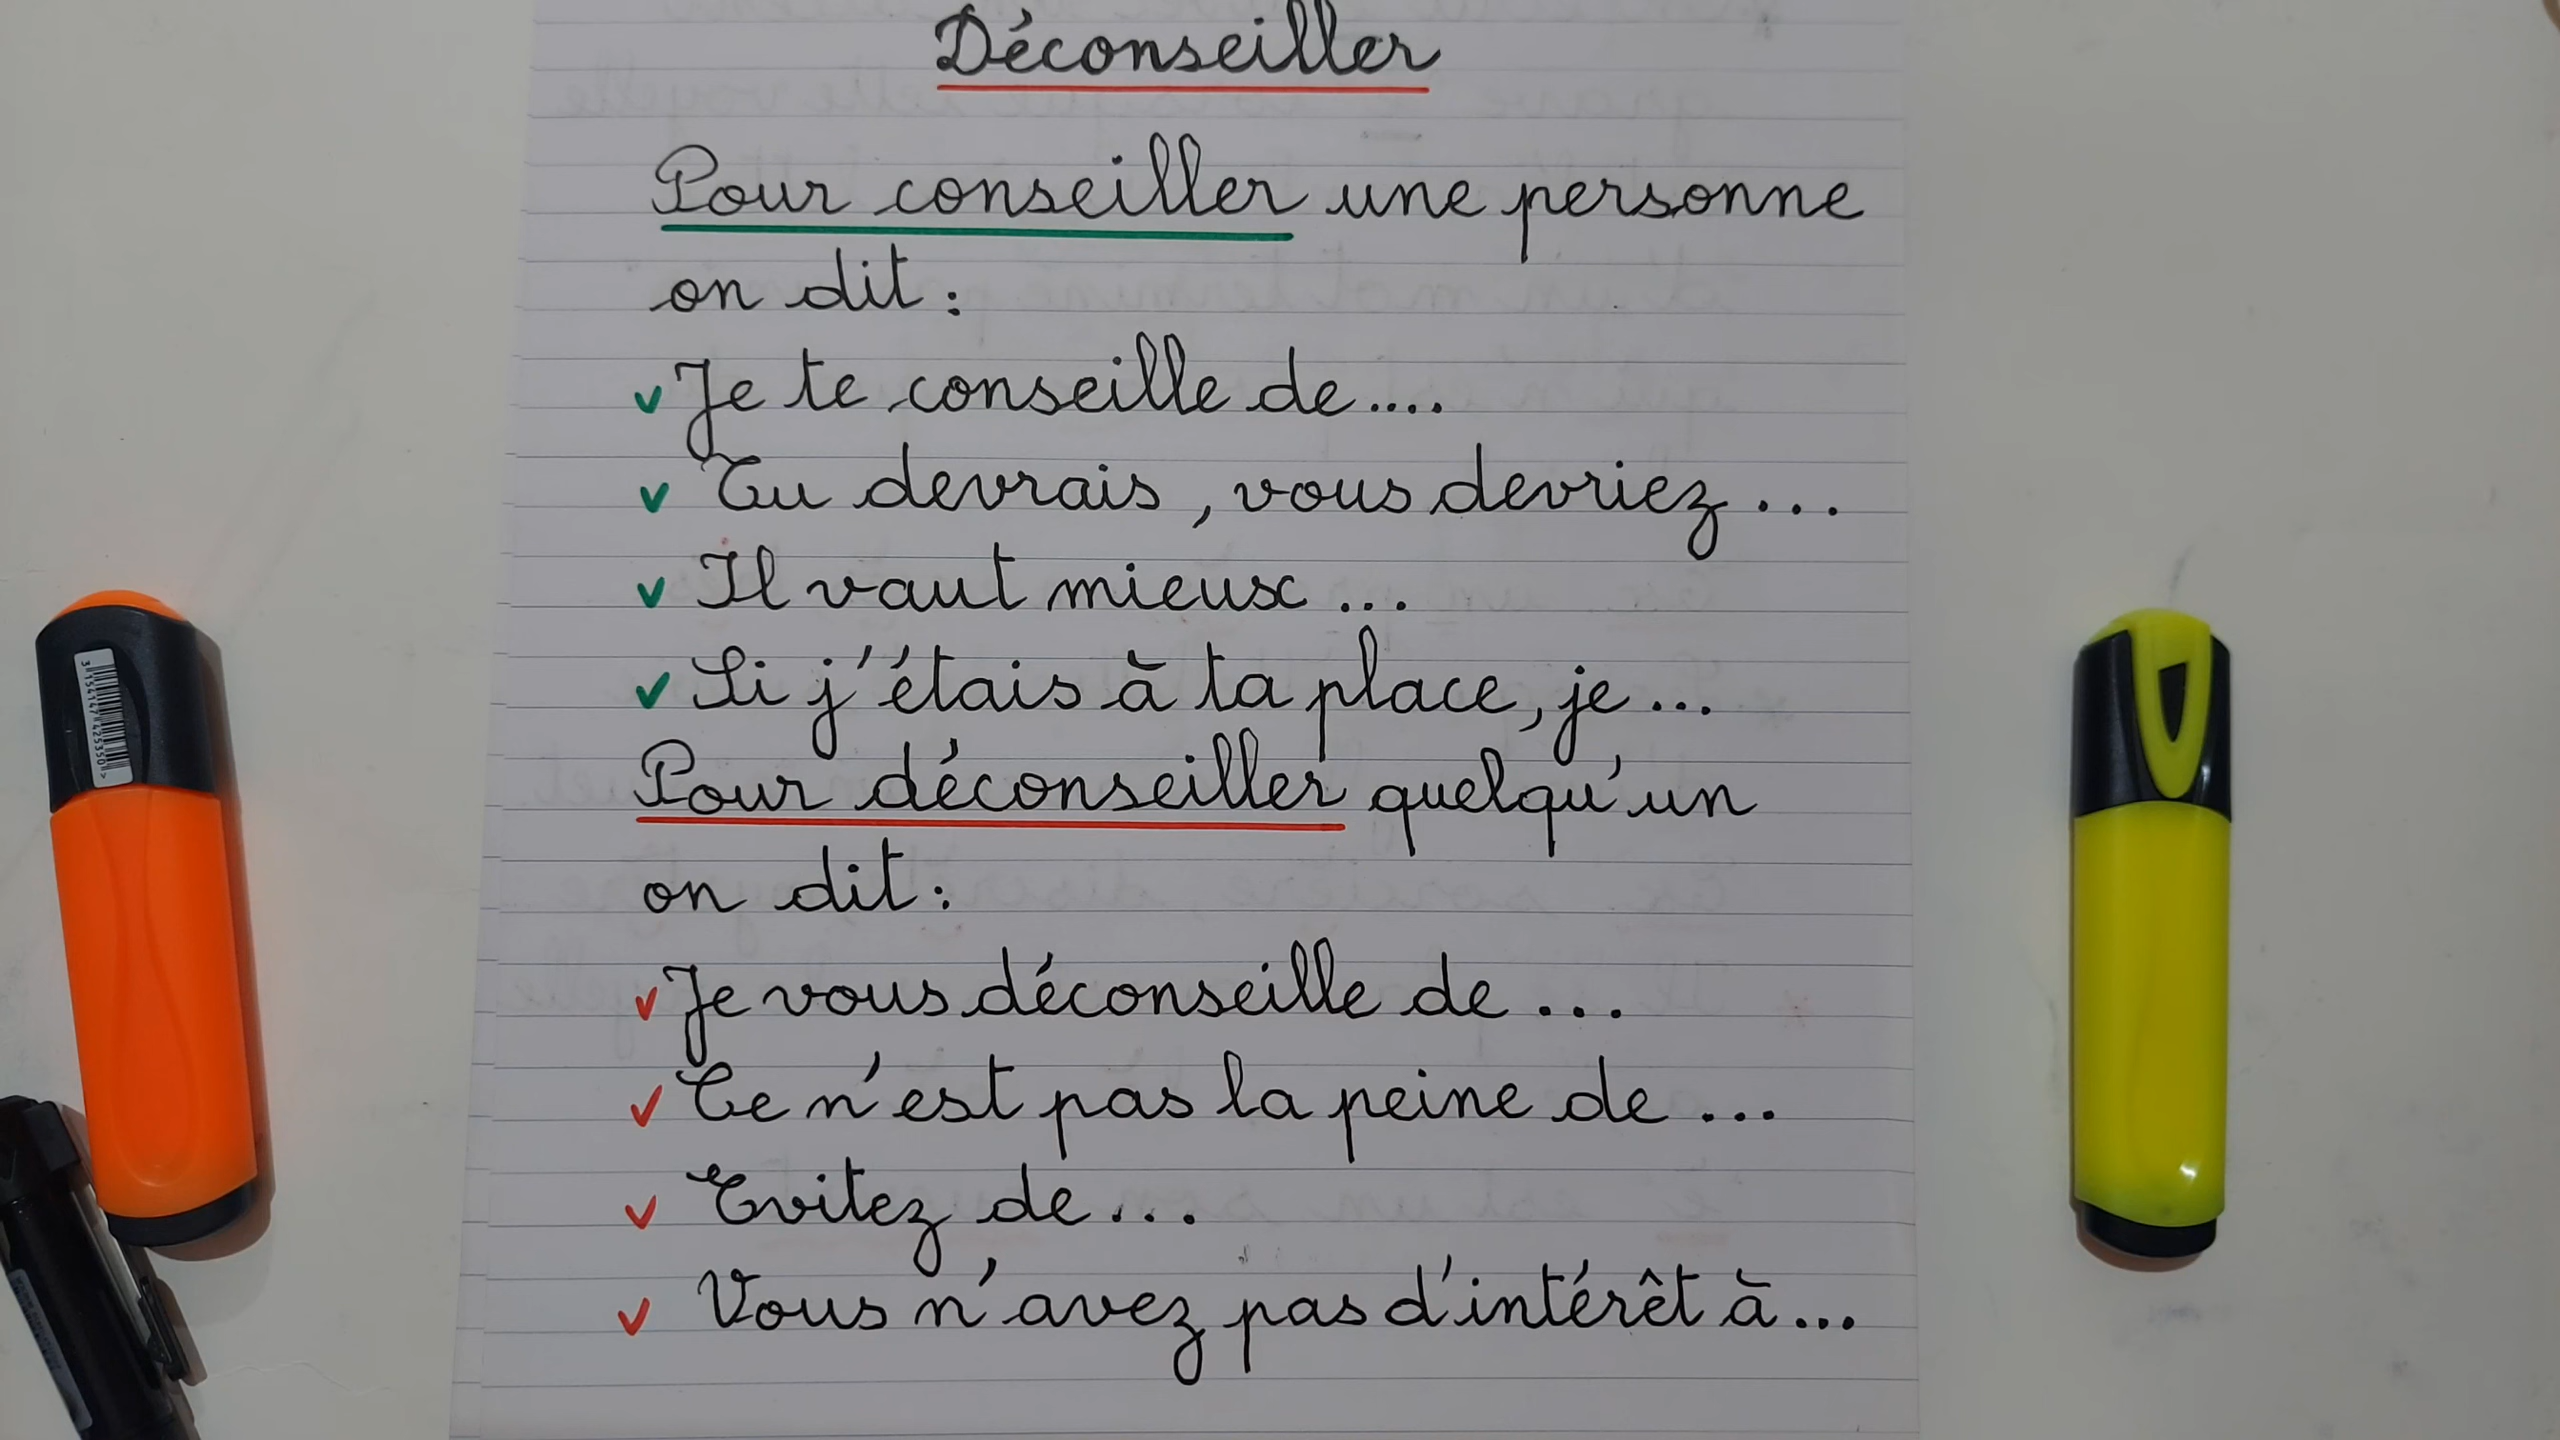 Déconseiller
Pour conseiller une personne
on dit :
✓ Je te conseille de....
✓ Tu devrais, vous devriez ...
✓ Il vaut mieux ...
✓ Si j'étais à ta place, je ...
Pour déconseiller quelqu'un
on dit :
✓ Je vous déconseille de ...
✓ Ce n'est pas la peine de ...
✓ Evitez de ...
✓ Vous n'avez pas d'intérêt à ...